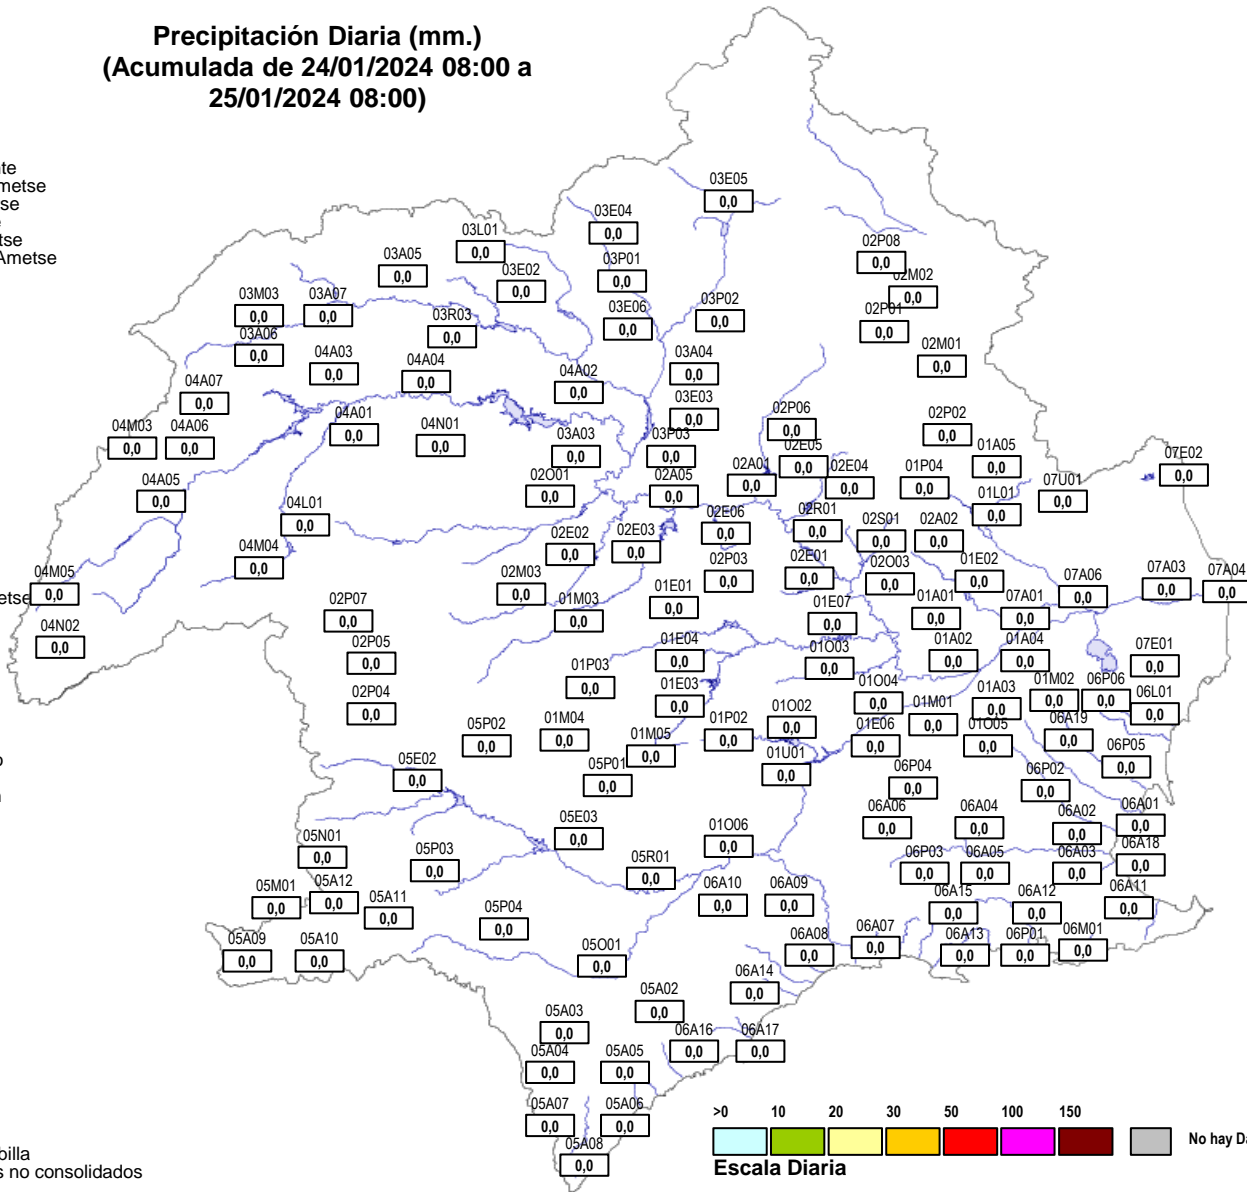 Precipitación Diaria (mm.)
(Acumulada de 24/01/2024 08:00 a
25/01/2024 08:00)
03E05
0,0
03E04
0,0
03L01
0,0
03A05
0,0
03P01
0,0
03E02
0,0
02P08
0,0
02M02
0,0
03M03
0,0
03A07
0,0
03R03
0,0
03E06
0,0
03P02
0,0
02P01
0,0
03A06
0,0
04A03
0,0
04A04
0,0
04A02
0,0
03A04
0,0
02M01
0,0
04A07
0,0
03E03
0,0
04M03
0,0
04A06
0,0
04A01
0,0
04N01
0,0
03A03
0,0
03P03
0,0
02P06
0,0
02E05
0,0
02P02
0,0
01A05
0,0
07E02
0,0
04A05
0,0
02O01
0,0
02A05
0,0
02A01
0,0
02E04
0,0
01P04
0,0
01L01
0,0
07U01
0,0
04L01
0,0
02E02
0,0
02E03
0,0
02E06
0,0
02R01
0,0
02S01
0,0
02A02
0,0
04M04
0,0
04M05
0,0
02M03
0,0
01M03
0,0
01E01
0,0
02P03
0,0
02E01
0,0
02O03
0,0
01E02
0,0
07A06
0,0
07A03
0,0
07A04
0,0
04N02
0,0
02P07
0,0
02P05
0,0
01E07
0,0
01A01
0,0
07A01
0,0
01E04
0,0
01O03
0,0
01A02
0,0
01A04
0,0
07E01
0,0
02P04
0,0
01P03
0,0
01E03
0,0
01O04
0,0
01M01
0,0
01A03
0,0
01M02
0,0
06P06
0,0
06L01
0,0
05P02
0,0
01M04
0,0
01M05
0,0
01P02
0,0
01O02
0,0
01E06
0,0
01O05
0,0
06A19
0,0
06P05
0,0
05E02
0,0
05P01
0,0
01U01
0,0
06P04
0,0
06P02
0,0
05E03
0,0
01O06
0,0
06A06
0,0
06A04
0,0
06A02
0,0
06A01
0,0
05N01
0,0
05P03
0,0
05R01
0,0
06P03
0,0
06A05
0,0
06A03
0,0
06A18
0,0
05M01
0,0
05A12
0,0
05A11
0,0
06A10
0,0
06A09
0,0
06A15
0,0
06A12
0,0
06A11
0,0
05A09
0,0
05A10
0,0
05P04
0,0
05O01
0,0
06A08
0,0
06A07
0,0
06A13
0,0
06P01
0,0
06M01
0,0
05A02
0,0
06A14
0,0
05A03
0,0
06A16
0,0
06A17
0,0
05A04
0,0
05A05
0,0
05A07
0,0
05A06
0,0
05A08
0,0
>0 10 20 30 50 100 150
Escala Diaria
s no consolidados
No hay